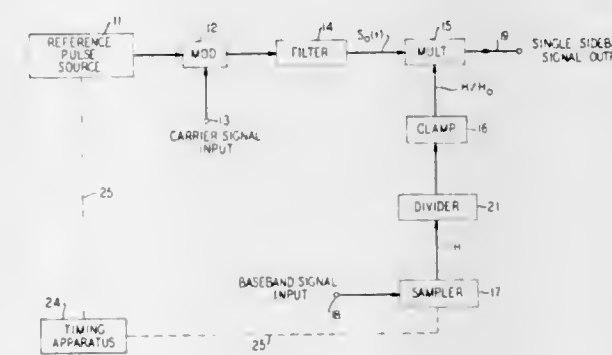 11
REFERENCE
PULSE
SOURCE
12
MOD
14
FILTER
S₀(t)
15
MULT
19
SINGLE SIDEBA
SIGNAL OUT
13
CARRIER SIGNAL
INPUT
H/H₀
CLAMP
16
25
DIVIDER
21
H
BASEBAND SIGNAL
INPUT
18
SAMPLER
17
24
TIMING
APPARATUS
25